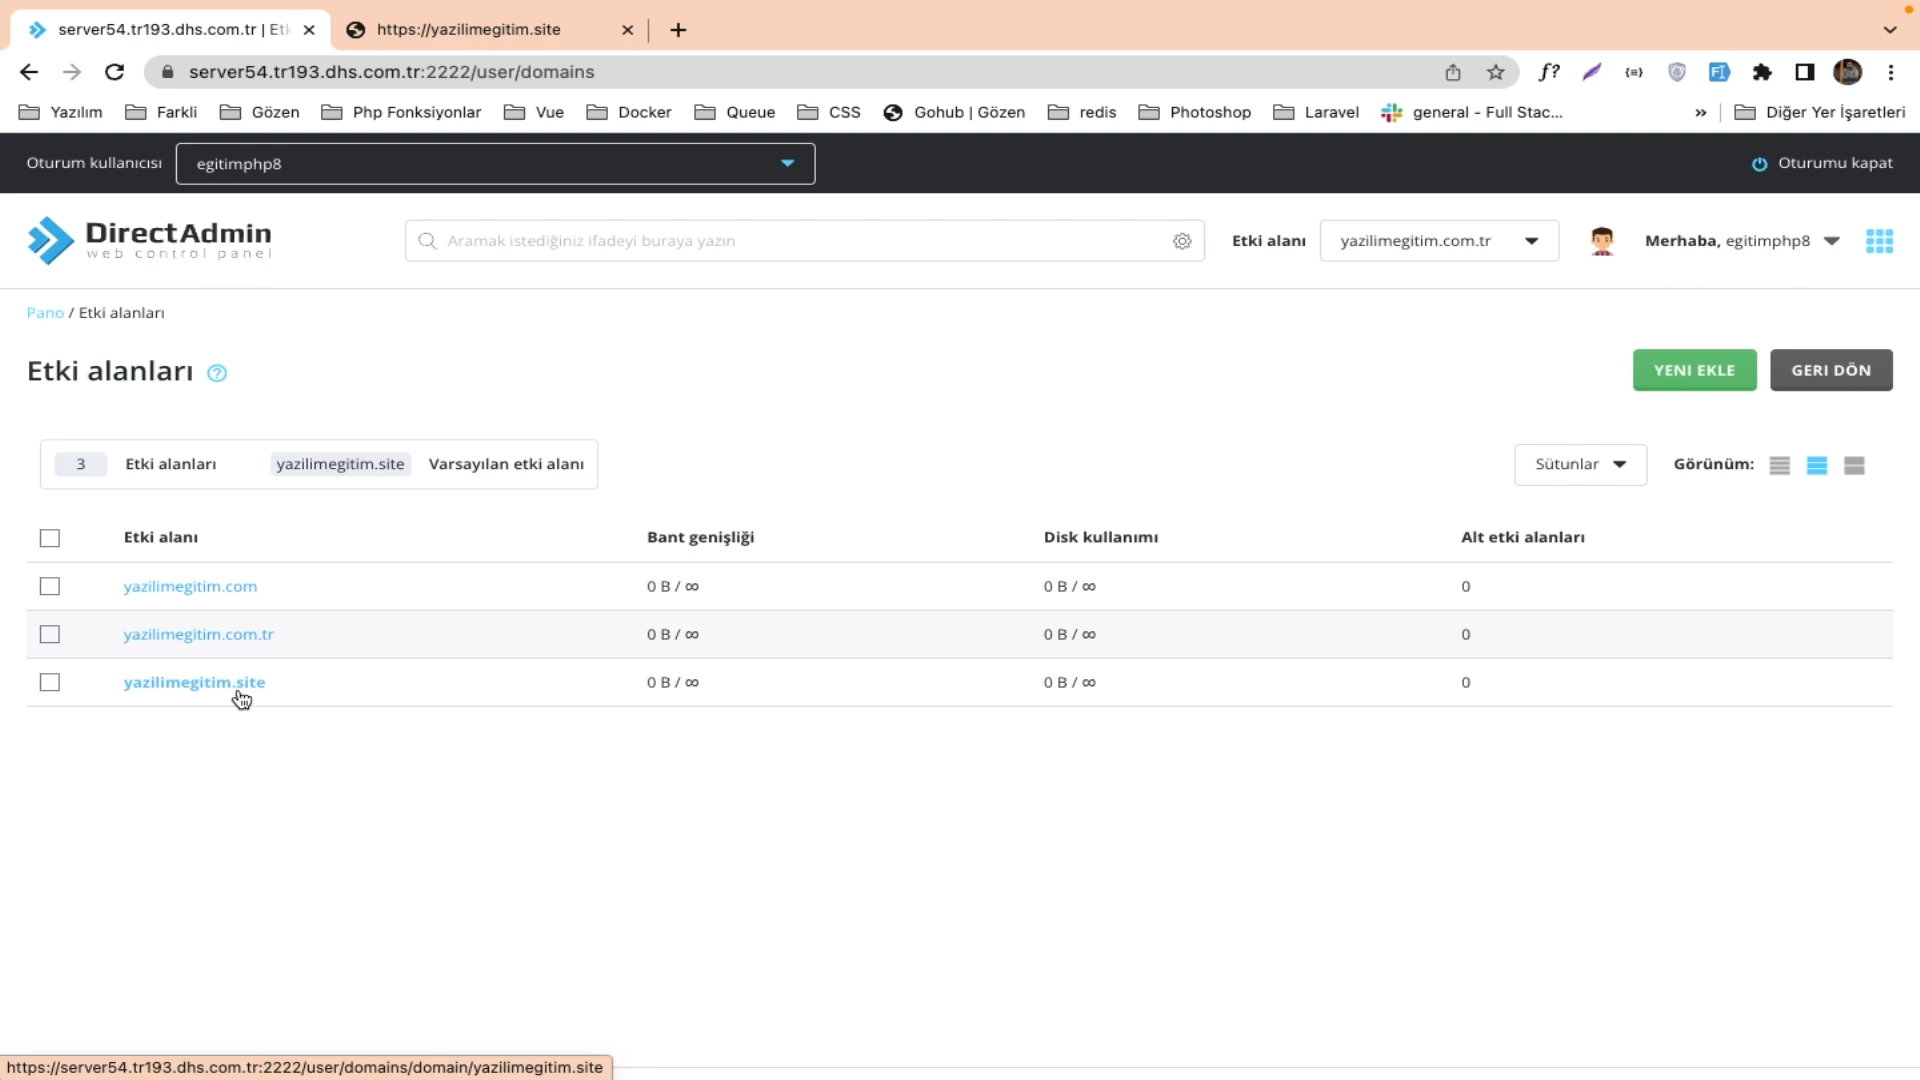 server54.tr193.dhs.com.tr | Etk
https://yazilimegitim.site
server54.tr193.dhs.com.tr:2222/user/domains
Yazılım
Farkli
Gözen
Php Fonksiyonlar
Vue
Docker
Queue
CSS
Gohub | Gözen
redis
Photoshop
Laravel
general - Full Stac...
»
Diğer Yer İşaretleri
Oturum kullanıcısı
egitimphp8
Oturumu kapat
DirectAdmin
web control panel
Aramak istediğiniz ifadeyi buraya yazın
Etki alanı
yazilimegitim.com.tr
Merhaba, egitimphp8
Pano / Etki alanları
Etki alanları ?
YENI EKLE
GERI DÖN
3 Etki alanları
yazilimegitim.site Varsayılan etki alanı
Sütunlar
Görünüm:
Etki alanı Bant genişliği Disk kullanımı Alt etki alanları
yazilimegitim.com 0 B / ∞ 0 B / ∞ 0
yazilimegitim.com.tr 0 B / ∞ 0 B / ∞ 0
yazilimegitim.site 0 B / ∞ 0 B / ∞ 0
https://server54.tr193.dhs.com.tr:2222/user/domains/domain/yazilimegitim.site